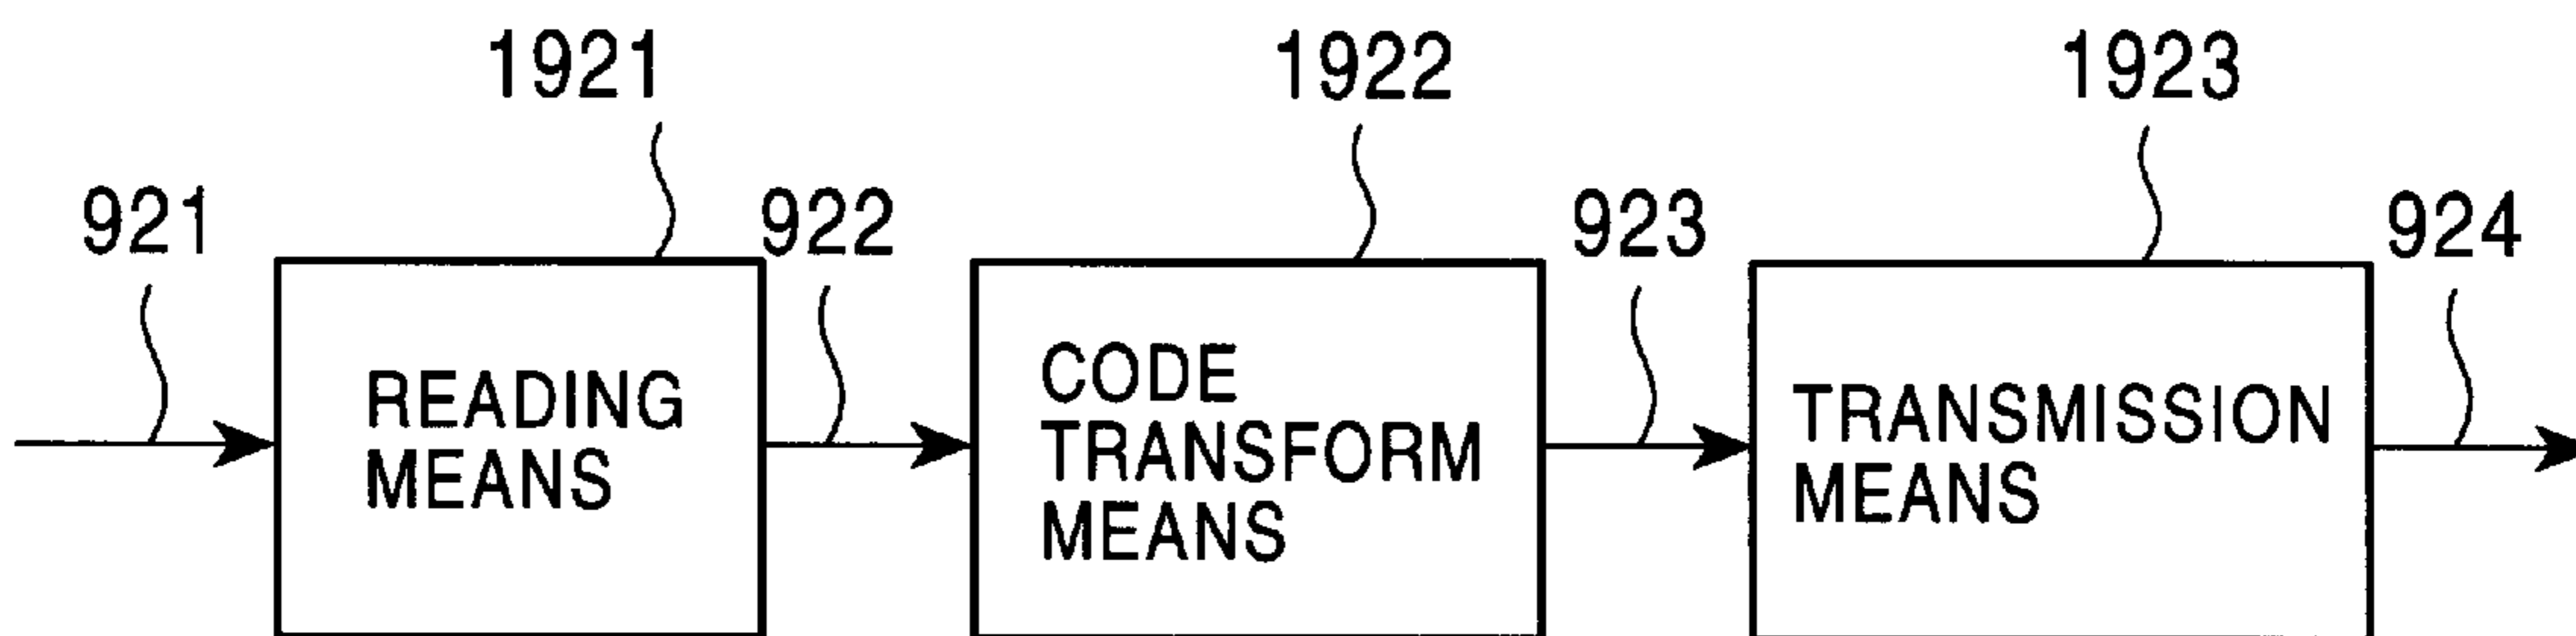 1921
1922
1923
921
922
923
924
READING
MEANS
CODE
TRANSFORM
MEANS
TRANSMISSION
MEANS